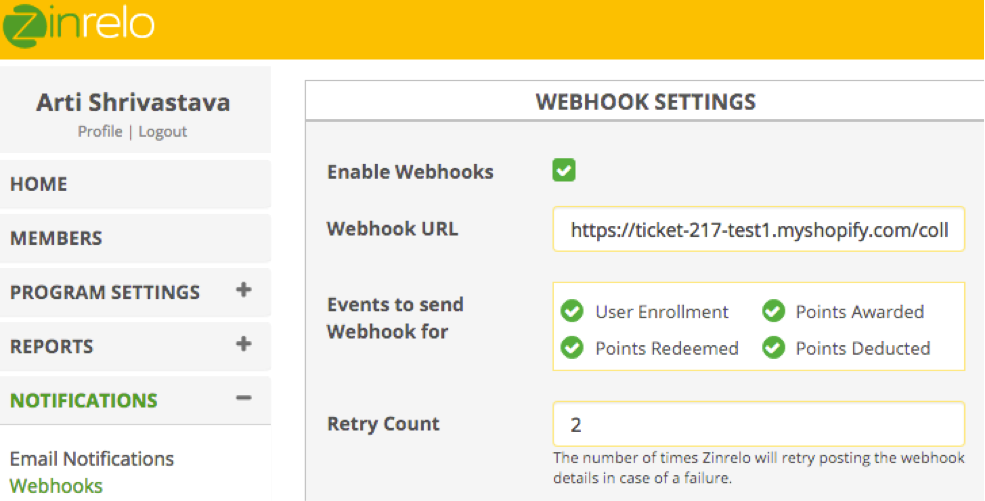 zinrelo
Arti Shrivastava
Profile | Logout
HOME
MEMBERS
PROGRAM SETTINGS +
REPORTS +
NOTIFICATIONS −
Email Notifications
Webhooks
WEBHOOK SETTINGS
Enable Webhooks
Webhook URL
https://ticket-217-test1.myshopify.com/coll
Events to send
Webhook for
User Enrollment Points Awarded
Points Redeemed Points Deducted
Retry Count
2
The number of times Zinrelo will retry posting the webhook
details in case of a failure.